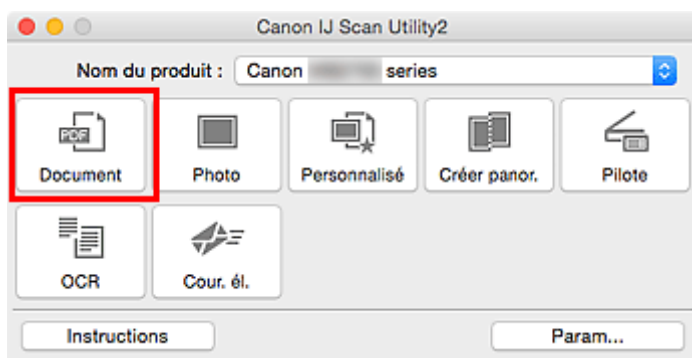 Canon IJ Scan Utility2
Nom du produit : Canon series
PDF
Document Photo Personnalisé Créer panor. Pilote
OCR Cour. él.
Instructions Param...